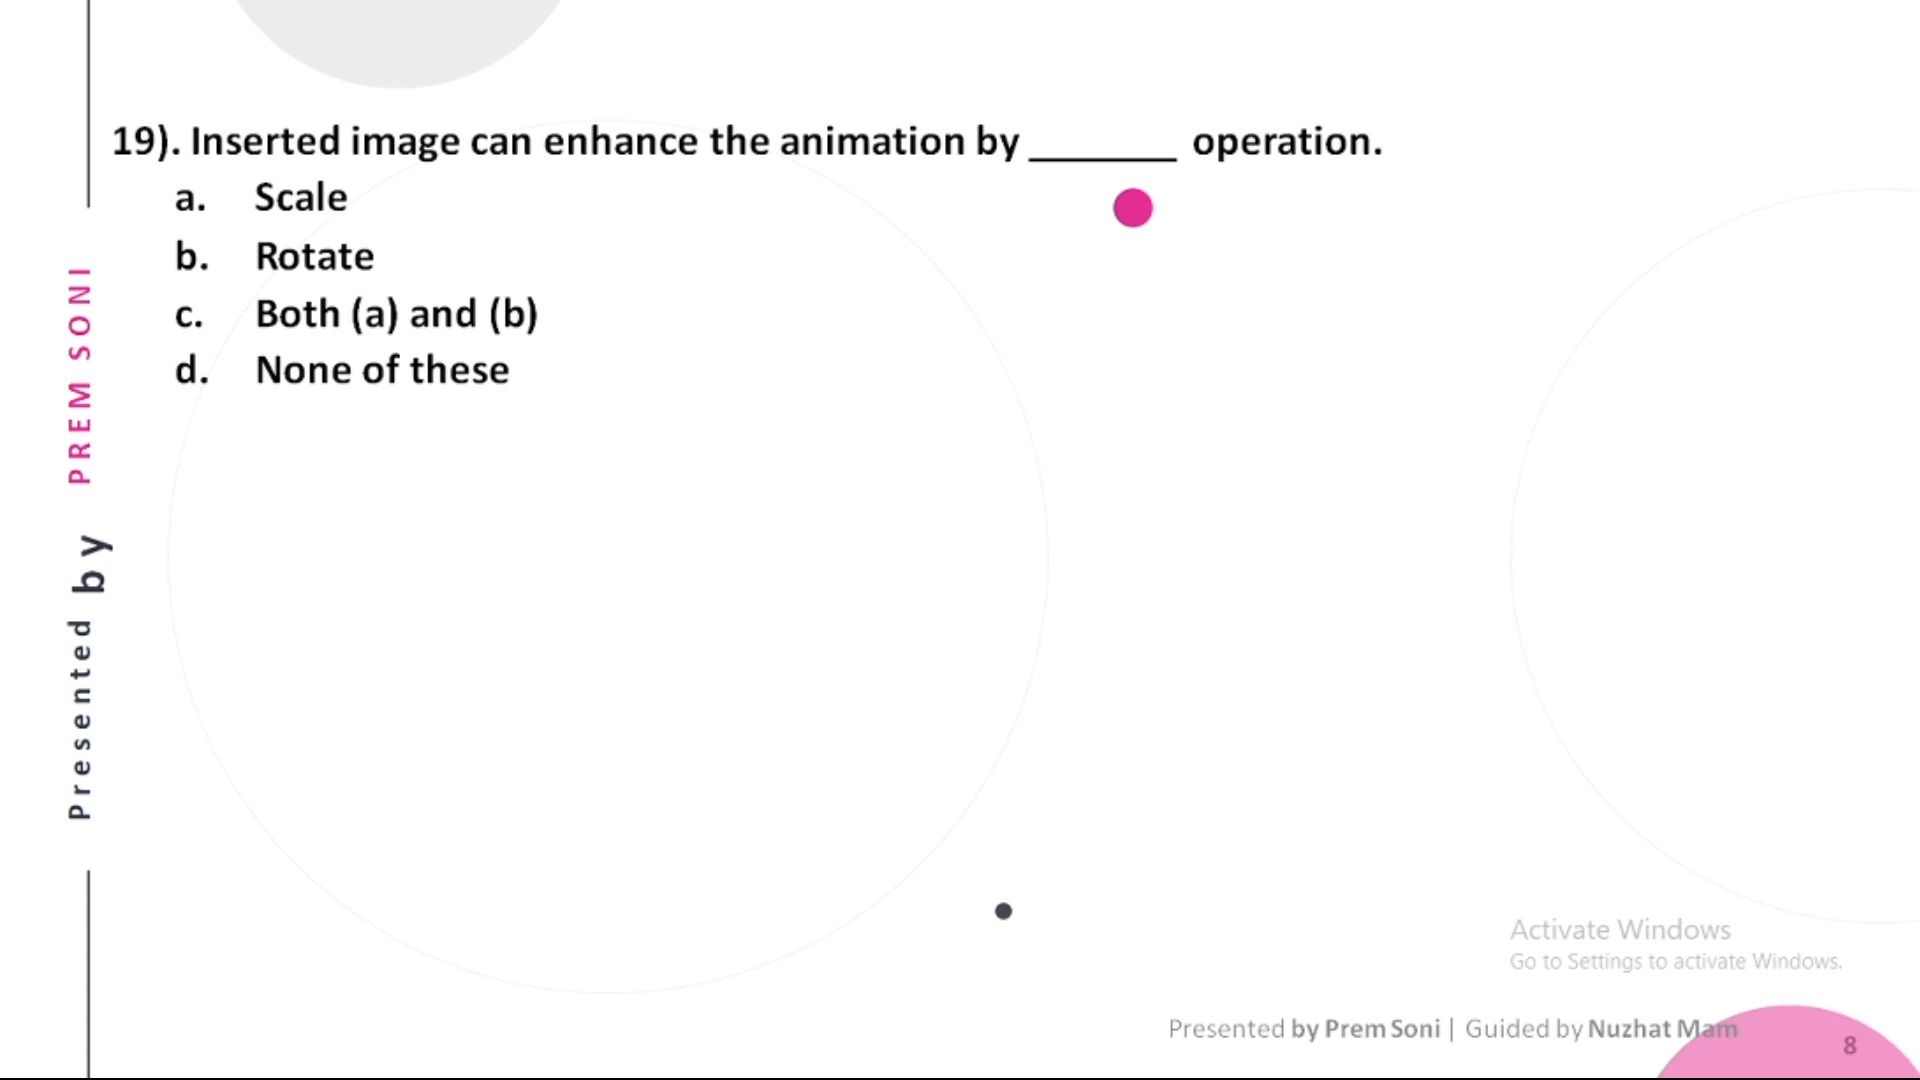 19). Inserted image can enhance the animation by _______ operation.
a. Scale
b. Rotate
c. Both (a) and (b)
d. None of these
Presented by PREM SONI
Activate Windows
Go to Settings to activate Windows.
Presented by Prem Soni | Guided by Nuzhat Mam
8